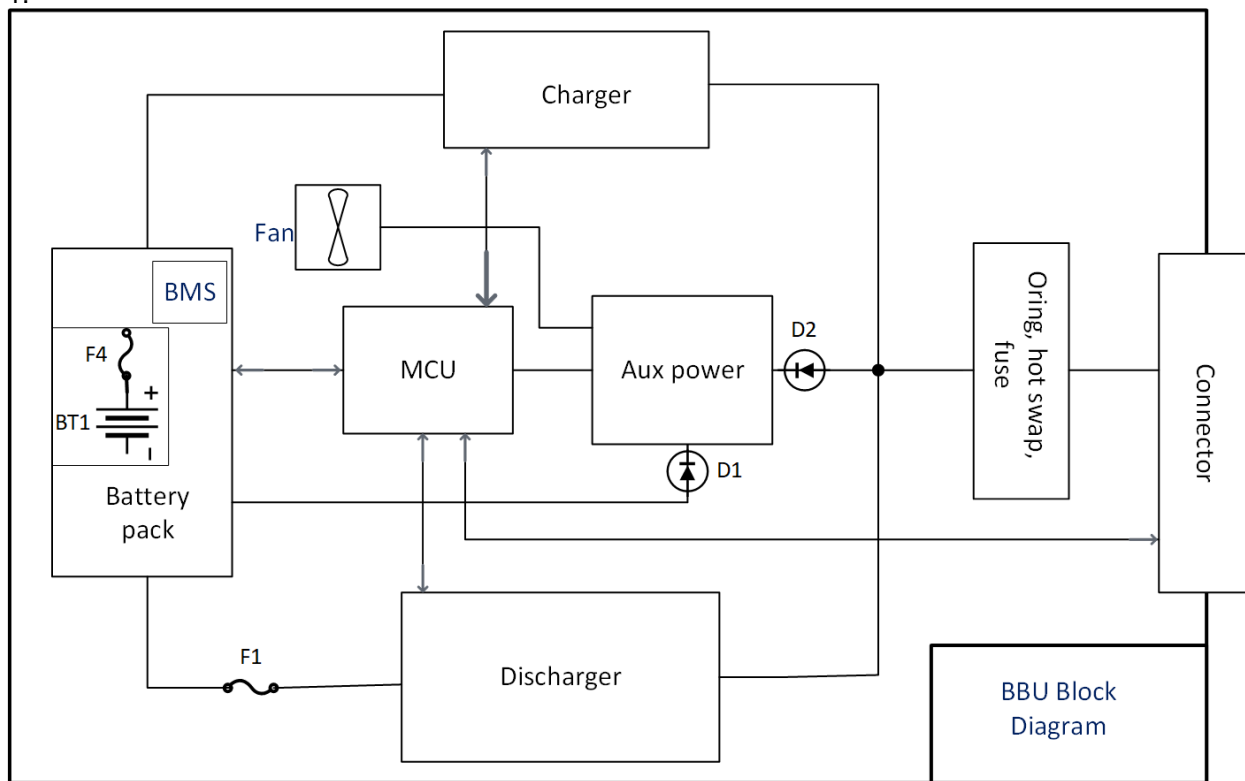 Charger
Fan
BMS
F4
+
BT1
-
Battery
pack
MCU
Aux power
D2
D1
Oring, hot swap,
fuse
Connector
F1
Discharger
BBU Block
Diagram